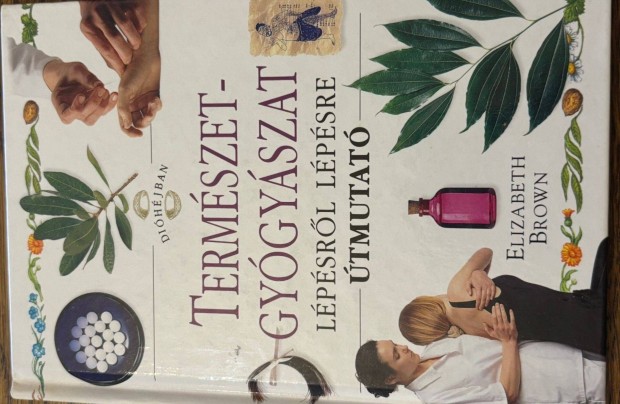 DIÓHÉJBAN
TERMÉSZET-
GYÓGYÁSZAT
LÉPÉSRŐL LÉPÉSRE
ÚTMUTATÓ
ELIZABETH
BROWN